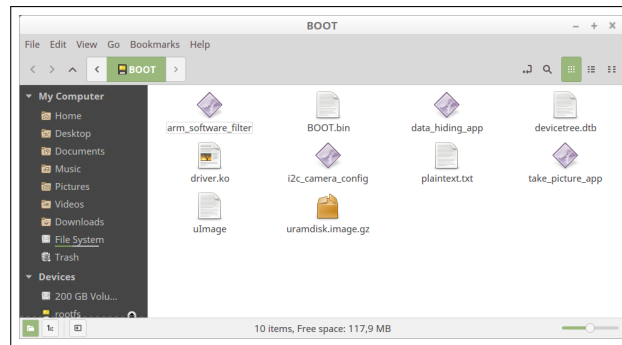 BOOT
File Edit View Go Bookmarks Help
BOOT
My Computer
Home
Desktop
Documents
Music
Pictures
Videos
Downloads
File System
Trash
Devices
200 GB Volu...
rootfs
arm_software_filter BOOT.bin data_hiding_app devicetree.dtb
driver.ko i2c_camera_config plaintext.txt take_picture_app
uImage uramdisk.image.gz
10 items, Free space: 117,9 MB